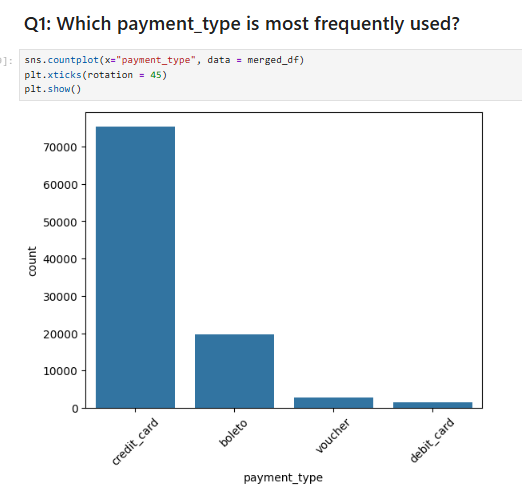 Q1: Which payment_type is most frequently used?
]:
sns.countplot(x="payment_type", data = merged_df)
plt.xticks(rotation = 45)
plt.show()
70000
60000
50000
40000
30000
20000
10000
0
count
credit_card
boleto
voucher
debit_card
payment_type